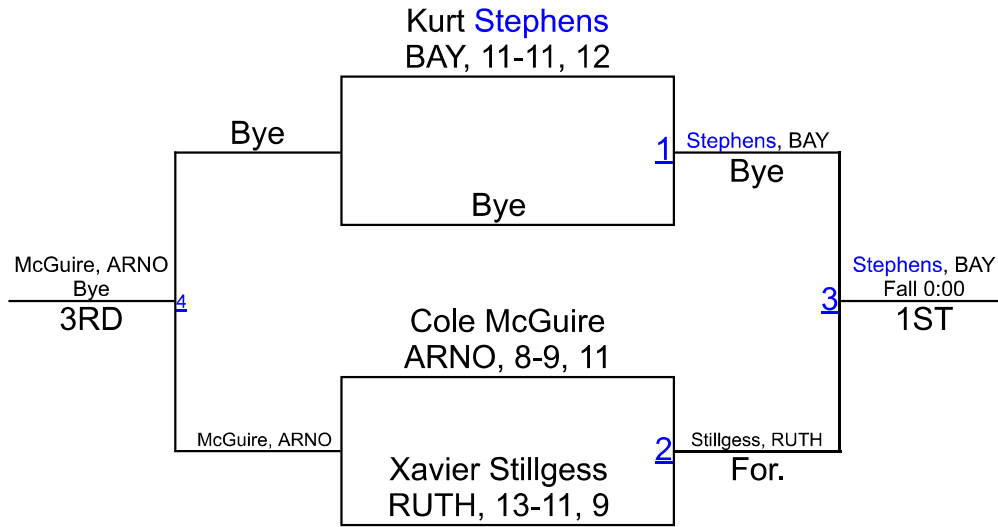 Kurt Stephens
BAY, 11-11, 12
Bye
1
Stephens, BAY
Bye
Bye
McGuire, ARNO
Bye
3RD
4
3
Stephens, BAY
Fall 0:00
1ST
Cole McGuire
ARNO, 8-9, 11
McGuire, ARNO
2
Stillgess, RUTH
For.
Xavier Stillgess
RUTH, 13-11, 9